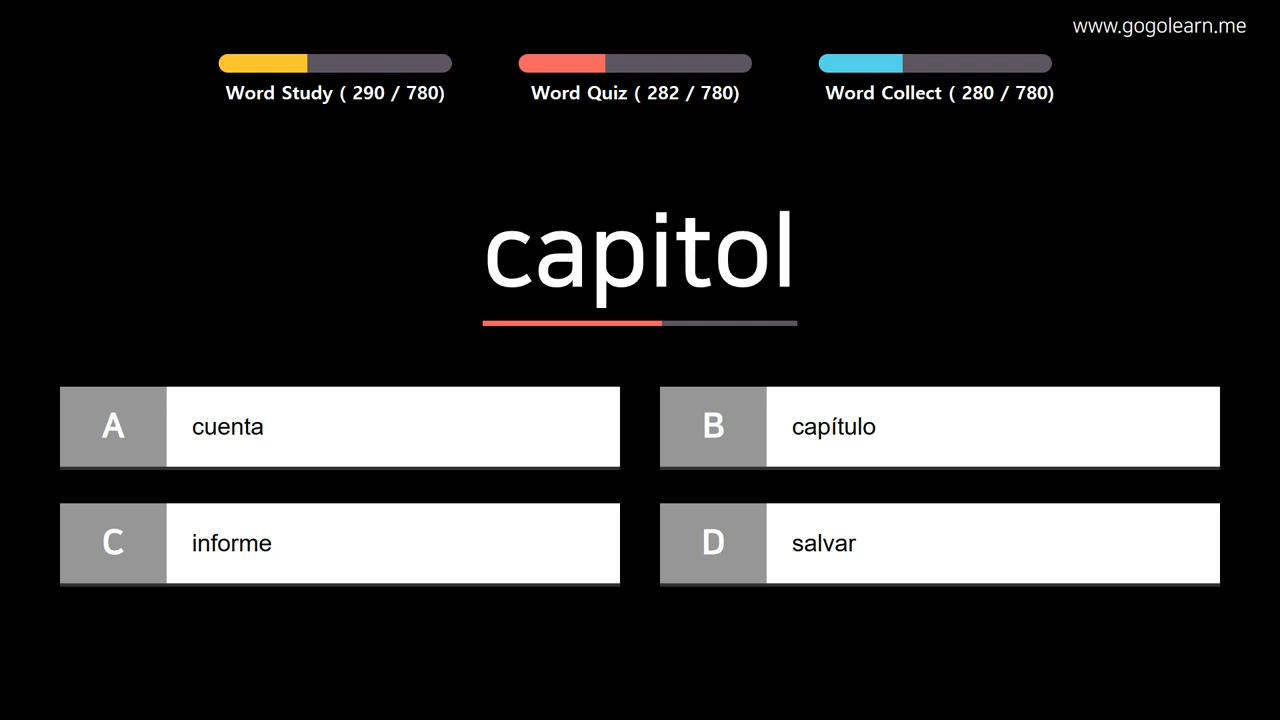 www.gogolearn.me
Word Study ( 290 / 780)
Word Quiz ( 282 / 780)
Word Collect ( 280 / 780)
capitol
A cuenta
B capítulo
C informe
D salvar